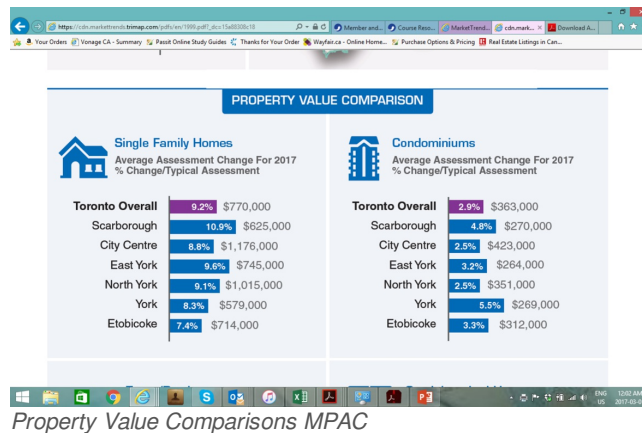 https://cdn.markettrends.trimap.com/pdfs/en/1999.pdf?_dc=15a88308c18
Member and...
Course Reso...
MarketTrend...
cdn.mark...
Download A...
Your Orders
Vonage CA - Summary
Passit Online Study Guides
Thanks for Your Order
Wayfair.ca - Online Home...
Purchase Options & Pricing
Real Estate Listings in Can...
PROPERTY VALUE COMPARISON
Single Family Homes
Average Assessment Change For 2017
% Change/Typical Assessment
Toronto Overall 9.2% $770,000
Scarborough 10.9% $625,000
City Centre 8.8% $1,176,000
East York 9.6% $745,000
North York 9.1% $1,015,000
York 8.3% $579,000
Etobicoke 7.4% $714,000
Condominiums
Average Assessment Change For 2017
% Change/Typical Assessment
Toronto Overall 2.9% $363,000
Scarborough 4.8% $270,000
City Centre 2.5% $423,000
East York 3.2% $264,000
North York 2.5% $351,000
York 5.5% $269,000
Etobicoke 3.3% $312,000
ENG
US
12:02 AM
Property Value Comparisons MPAC